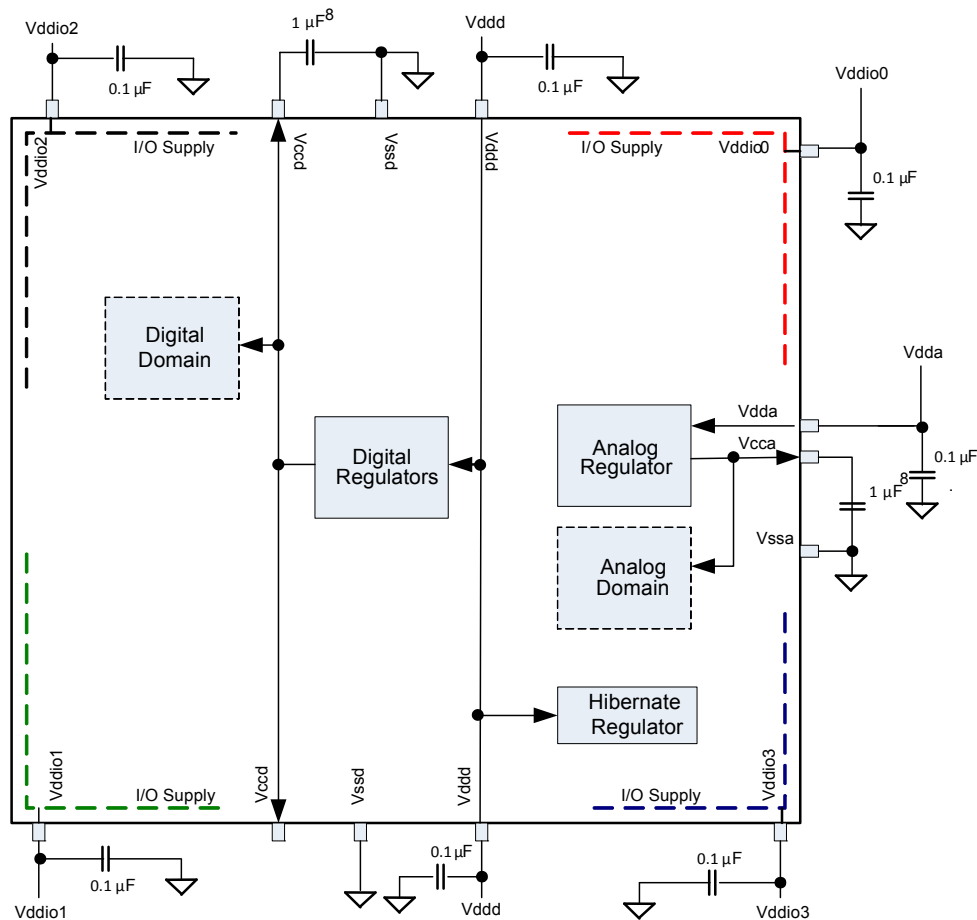 Vddio2
1 µF8
Vddd
0.1 µF
0.1 µF
Vddio0
0.1 µF
Vddio2
I/O Supply
Vccd
Vssd
Vddd
I/O Supply
Vddio0
Digital
Domain
Vdda
Digital
Regulators
Analog
Regulator
Vdda
Vcca
0.1 µF
1 µF8
.
Vssa
Analog
Domain
Hibernate
Regulator
Vddio1
I/O Supply
Vccd
Vssd
Vddd
I/O Supply
Vddio3
0.1 µF
0.1 µF
0.1 µF
Vddio1
Vddd
Vddio3